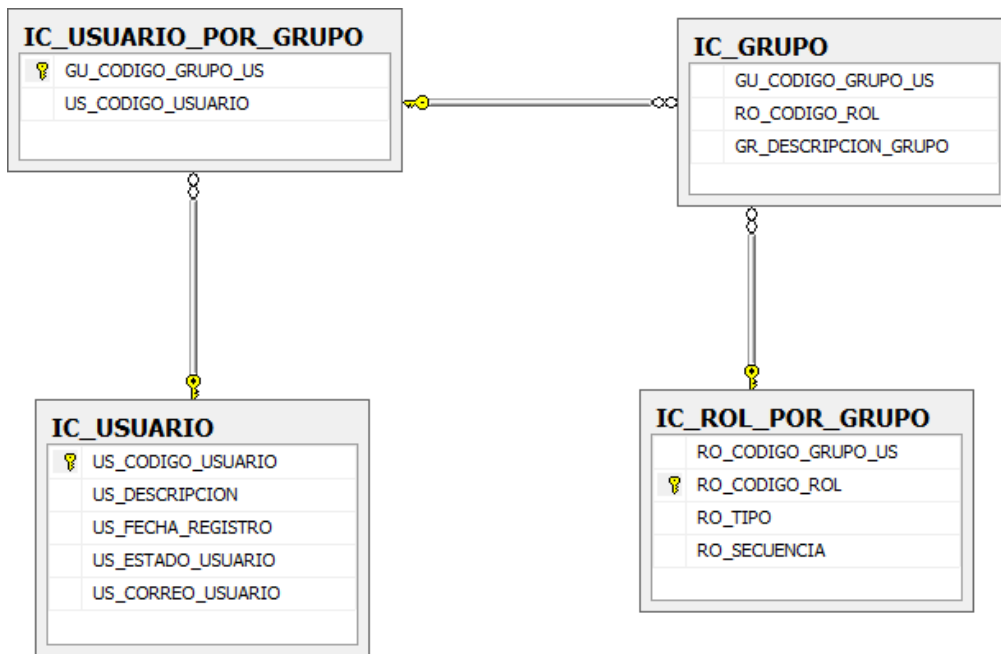 IC_USUARIO_POR_GRUPO
GU_CODIGO_GRUPO_US
US_CODIGO_USUARIO
IC_GRUPO
GU_CODIGO_GRUPO_US
RO_CODIGO_ROL
GR_DESCRIPCION_GRUPO
IC_USUARIO
US_CODIGO_USUARIO
US_DESCRIPCION
US_FECHA_REGISTRO
US_ESTADO_USUARIO
US_CORREO_USUARIO
IC_ROL_POR_GRUPO
RO_CODIGO_GRUPO_US
RO_CODIGO_ROL
RO_TIPO
RO_SECUENCIA